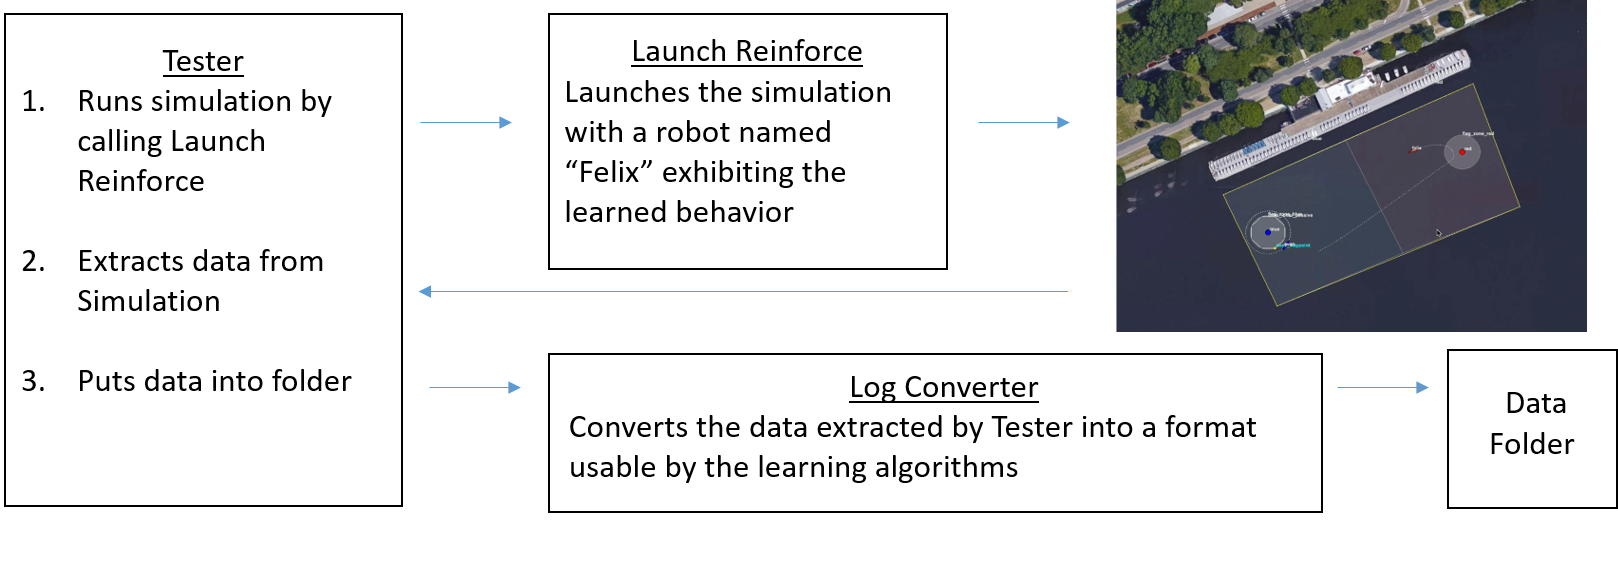 Tester
1. Runs simulation by
calling Launch
Reinforce
2. Extracts data from
Simulation
3. Puts data into folder
Launch Reinforce
Launches the simulation
with a robot named
“Felix” exhibiting the
learned behavior
flag_zone_red
red
Log Converter
Converts the data extracted by Tester into a format
usable by the learning algorithms
Data
Folder